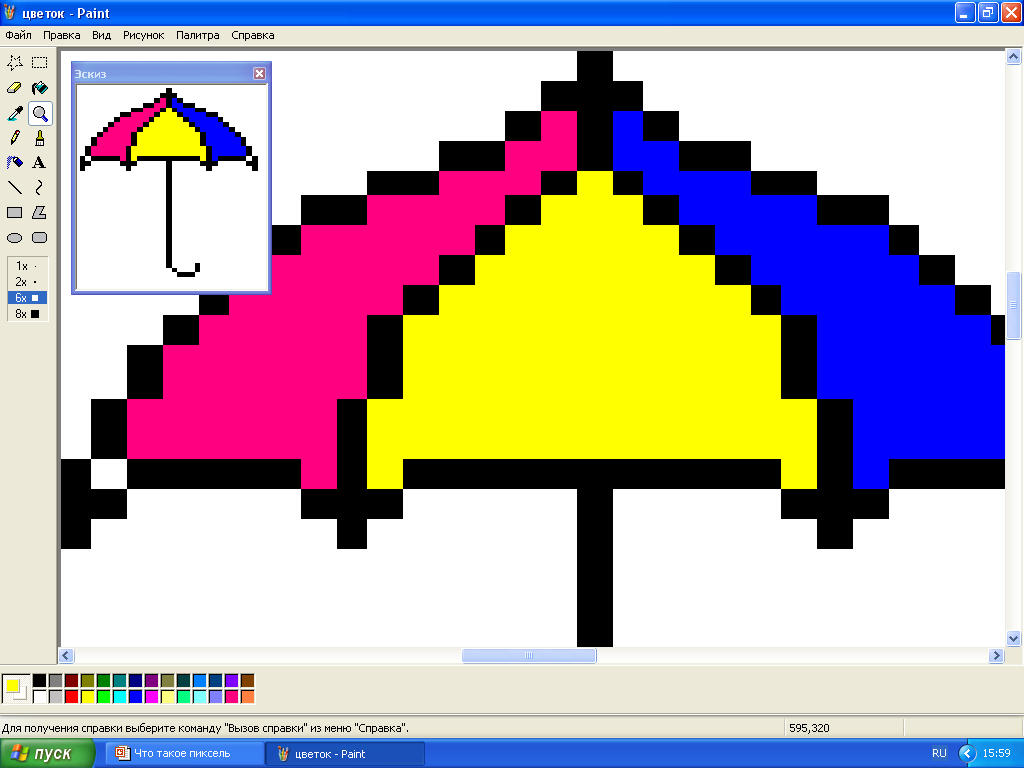 цветок - Paint
Файл Правка Вид Рисунок Палитра Справка
Эскиз
A
1x
2x
6x
8x
Для получения справки выберите команду "Вызов справки" из меню "Справка".
595,320
пуск
Что такое пиксель
цветок - Paint
RU
15:59